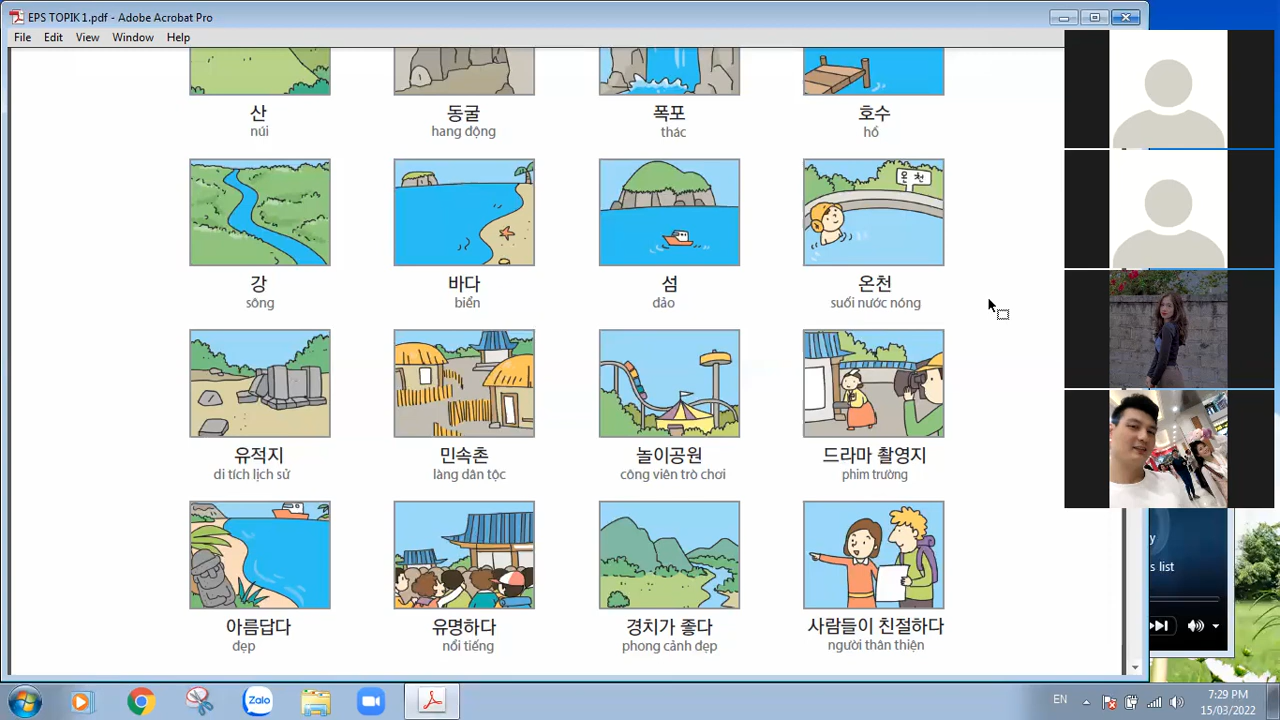 EPS TOPIK 1.pdf - Adobe Acrobat Pro
File Edit View Window Help
산 동굴 폭포 호수
núi hang động thác hồ
온천
강 바다 섬 온천
sông biển đảo suối nước nóng
유적지 민속촌 놀이공원 드라마 촬영지
di tích lịch sử làng dân tộc công viên trò chơi phim trường
아름답다 유명하다 경치가 좋다 사람들이 친절하다
đẹp nổi tiếng phong cảnh đẹp người thân thiện
y
s list
Zalo
EN
7:29 PM
15/03/2022